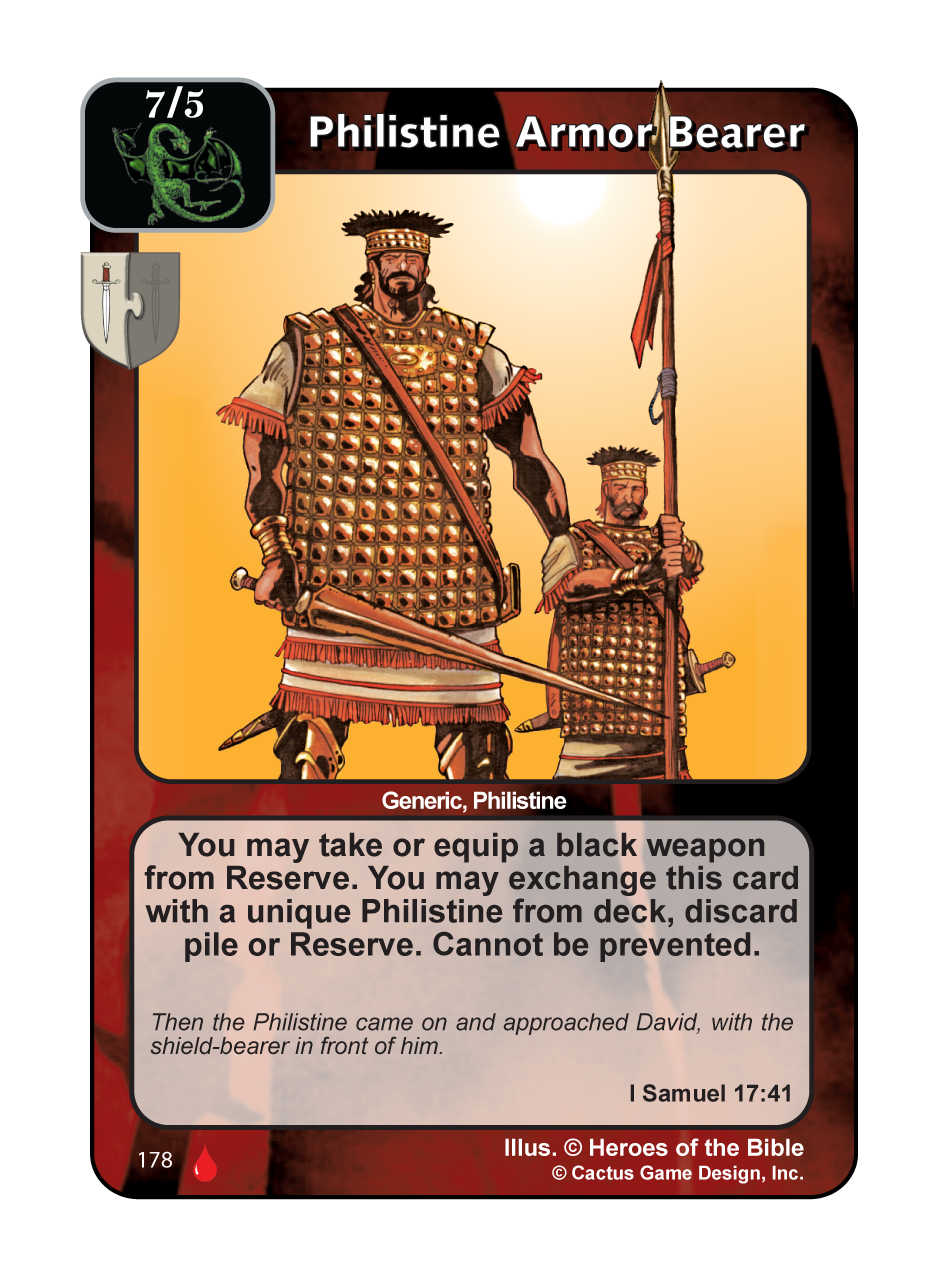 7/5
Philistine Armor Bearer
Generic, Philistine
You may take or equip a black weapon
from Reserve. You may exchange this card
with a unique Philistine from deck, discard
pile or Reserve. Cannot be prevented.
Then the Philistine came on and approached David, with the
shield-bearer in front of him.
I Samuel 17:41
178
Illus. © Heroes of the Bible
© Cactus Game Design, Inc.